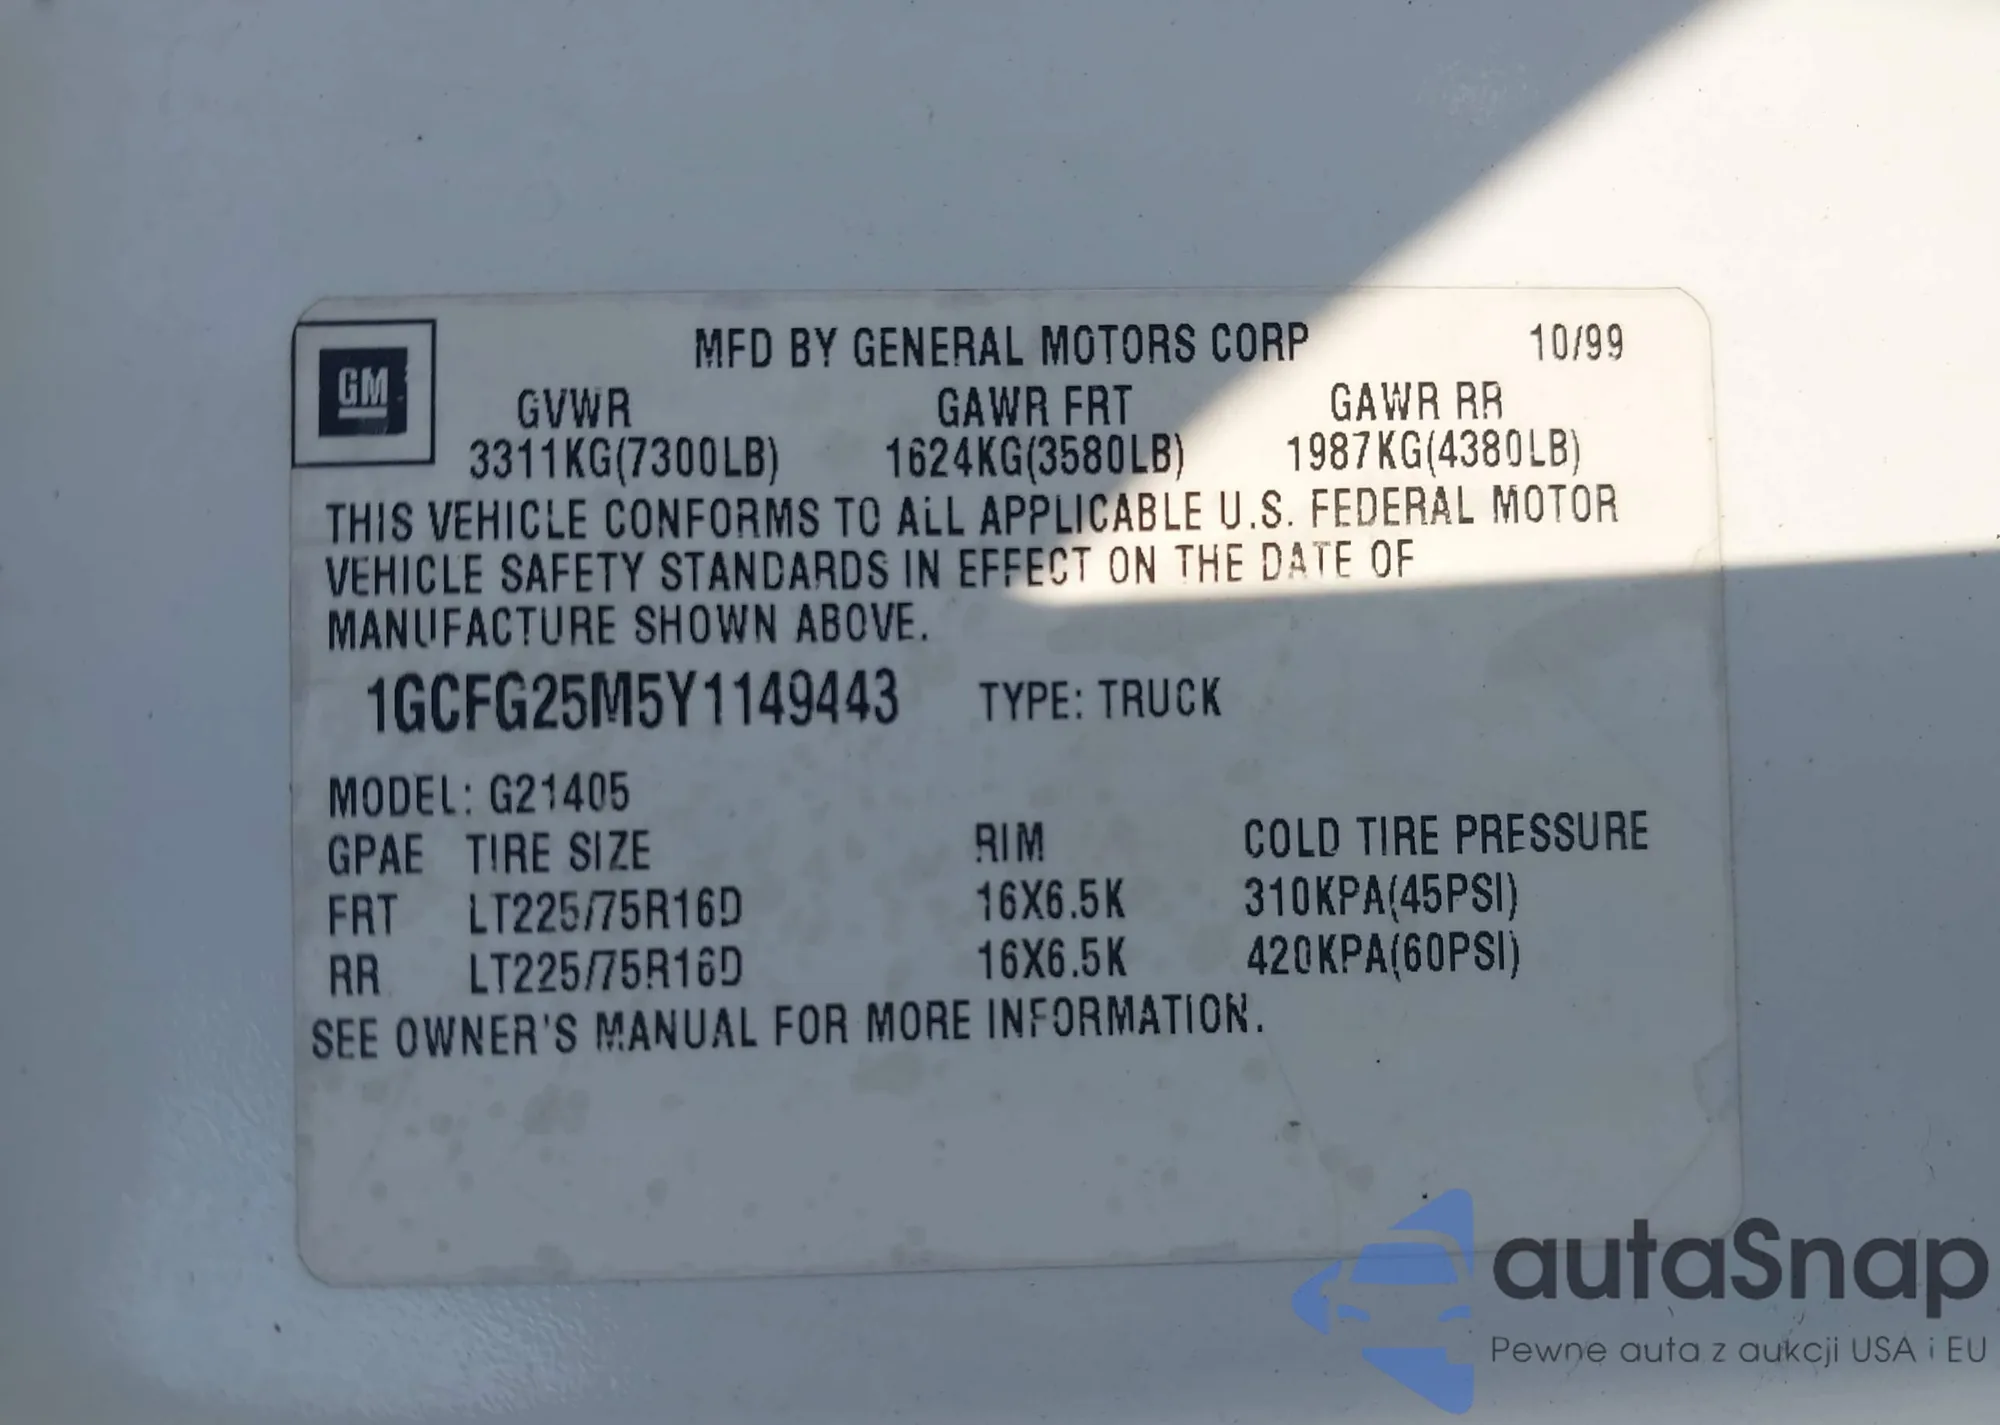 GM
MFD BY GENERAL MOTORS CORP 10/99
GVWR GAWR FRT GAWR RR
3311KG(7300LB) 1624KG(3580LB) 1987KG(4380LB)
THIS VEHICLE CONFORMS TO ALL APPLICABLE U.S. FEDERAL MOTOR
VEHICLE SAFETY STANDARDS IN EFFECT ON THE DATE OF
MANUFACTURE SHOWN ABOVE.
1GCFG25M5Y1149443 TYPE: TRUCK
MODEL: G21405
GPAE TIRE SIZE RIM COLD TIRE PRESSURE
FRT LT225/75R16D 16X6.5K 310KPA(45PSI)
RR LT225/75R16D 16X6.5K 420KPA(60PSI)
SEE OWNER'S MANUAL FOR MORE INFORMATION.
autaSnap
Pewne auta z aukcji USA i EU